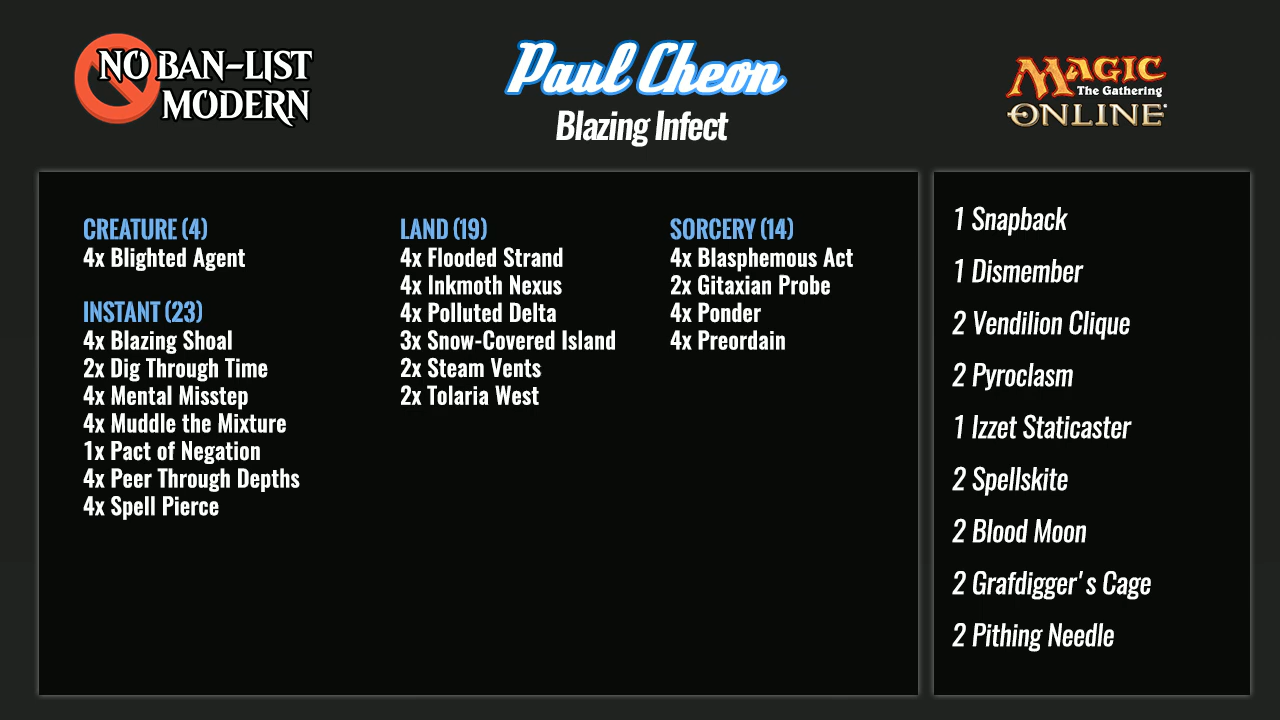 NO BAN-LIST
MODERN
Paul Cheon
Blazing Infect
MAGIC
The Gathering
ONLINE
CREATURE (4)
4x Blighted Agent
INSTANT (23)
4x Blazing Shoal
2x Dig Through Time
4x Mental Misstep
4x Muddle the Mixture
1x Pact of Negation
4x Peer Through Depths
4x Spell Pierce
LAND (19)
4x Flooded Strand
4x Inkmoth Nexus
4x Polluted Delta
3x Snow-Covered Island
2x Steam Vents
2x Tolaria West
SORCERY (14)
4x Blasphemous Act
2x Gitaxian Probe
4x Ponder
4x Preordain
1 Snapback
1 Dismember
2 Vendilion Clique
2 Pyroclasm
1 Izzet Staticaster
2 Spellskite
2 Blood Moon
2 Grafdigger's Cage
2 Pithing Needle